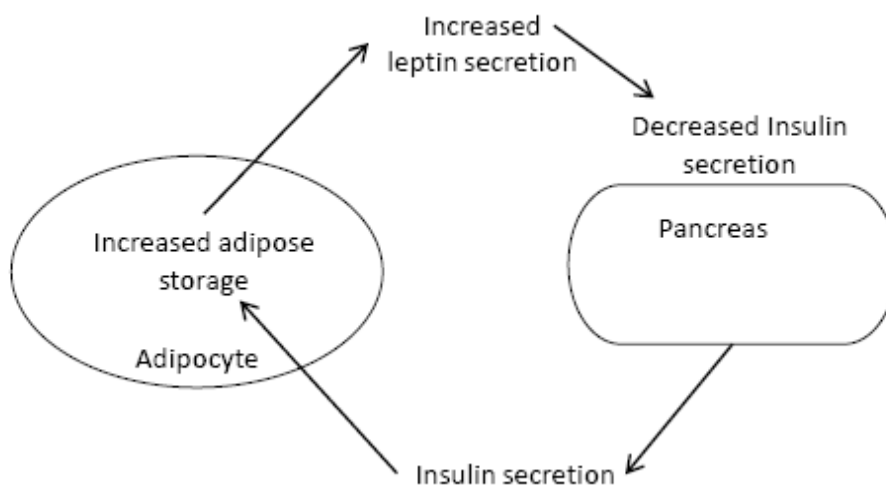 Increased
leptin secretion
Decreased Insulin
secretion
Pancreas
Increased adipose
storage
Adipocyte
Insulin secretion